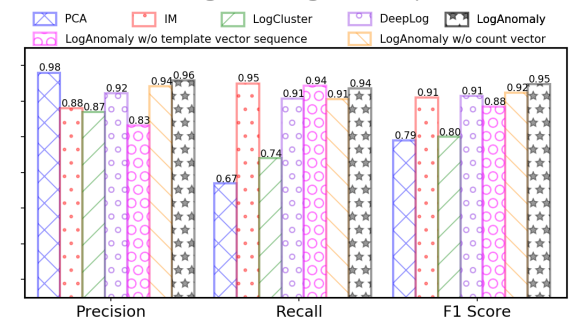 PCA IM LogCluster DeepLog LogAnomaly
LogAnomaly w/o template vector sequence LogAnomaly w/o count vector
0.98 0.88 0.87 0.92 0.83 0.94 0.96
0.67 0.95 0.74 0.91 0.94 0.91 0.94
0.79 0.91 0.80 0.91 0.88 0.92 0.95
Precision Recall F1 Score